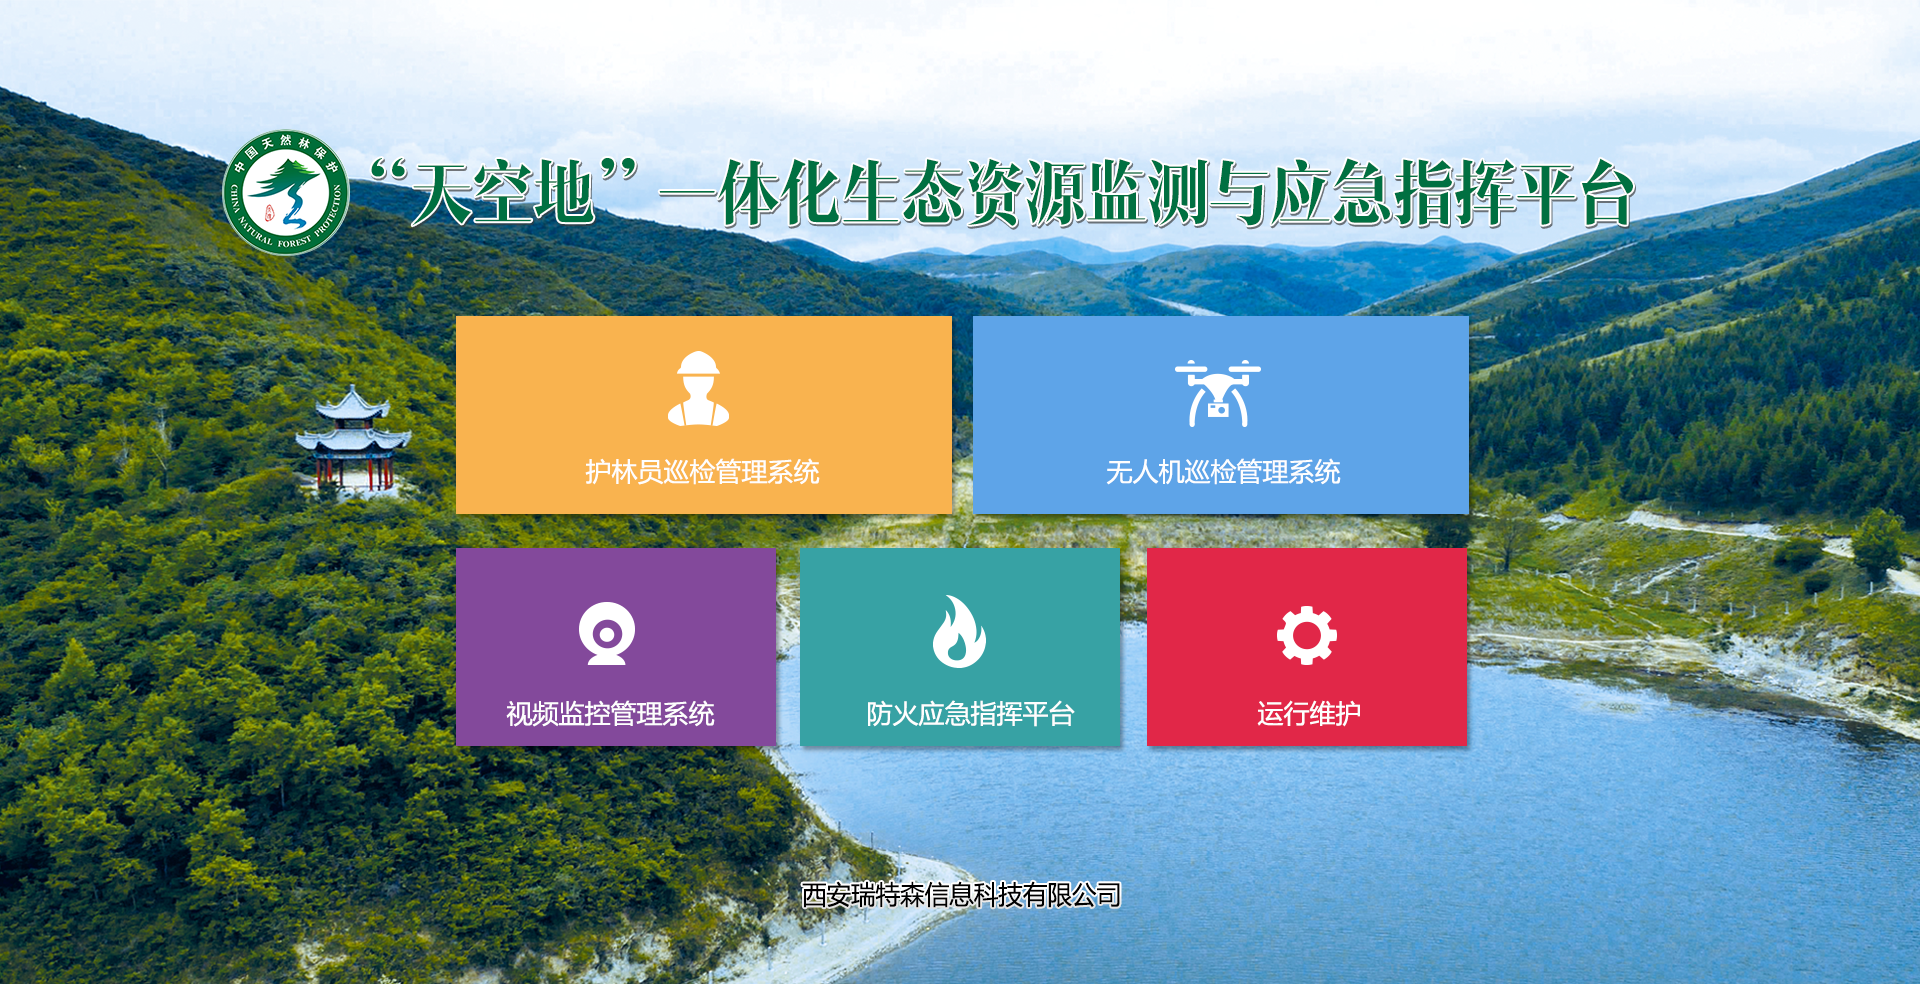 中国天然林保护
CHINA NATURAL FOREST PROTECTION
“天空地”一体化生态资源监测与应急指挥平台
护林员巡检管理系统
无人机巡检管理系统
视频监控管理系统
防火应急指挥平台
运行维护
西安瑞特森信息科技有限公司